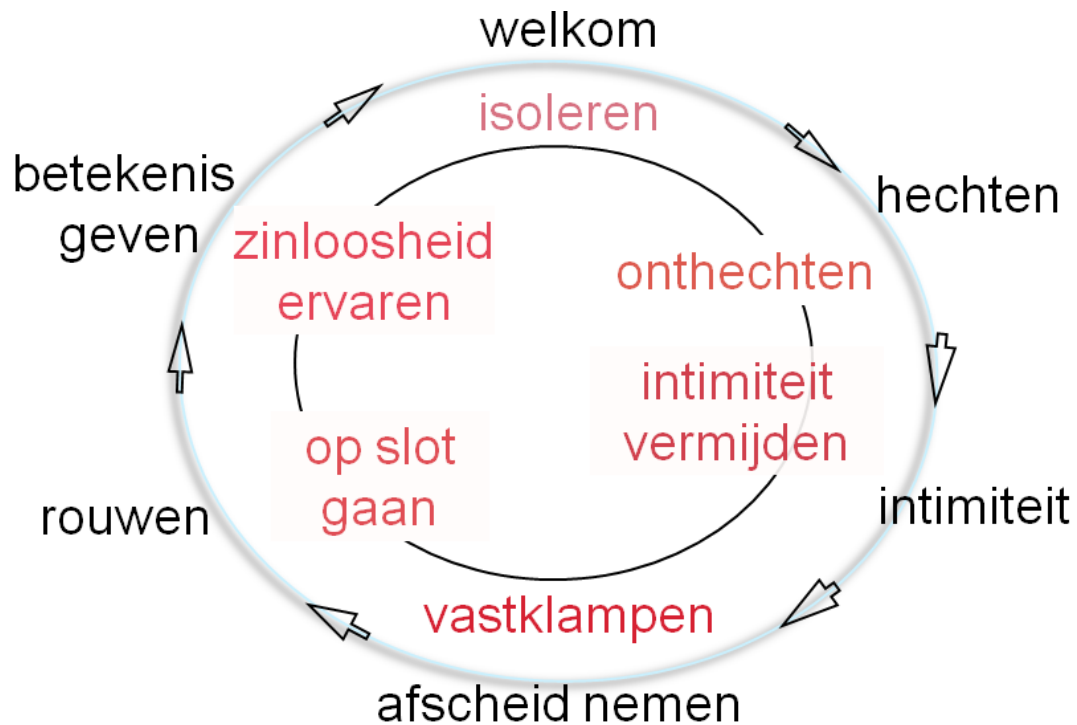 welkom
isoleren
betekenis
geven
hechten
zinloosheid
ervaren
onthechten
intimiteit
vermijden
op slot
gaan
rouwen
intimiteit
vastklampen
afscheid nemen